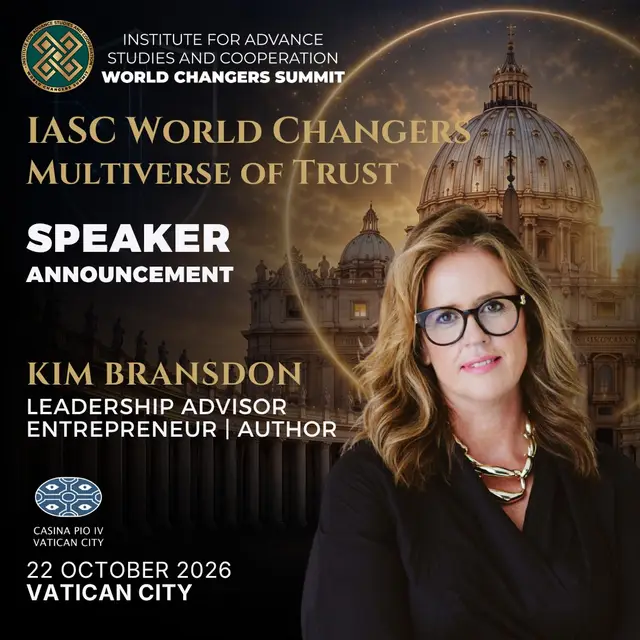 INSTITUTE FOR ADVANCE
STUDIES AND COOPERATION
WORLD CHANGERS SUMMIT
IASC WORLD CHANGERS
MULTIVERSE OF TRUST
SPEAKER
ANNOUNCEMENT
KIM BRANSDON
LEADERSHIP ADVISOR
ENTREPRENEUR | AUTHOR
CASINA PIO IV
VATICAN CITY
22 OCTOBER 2026
VATICAN CITY